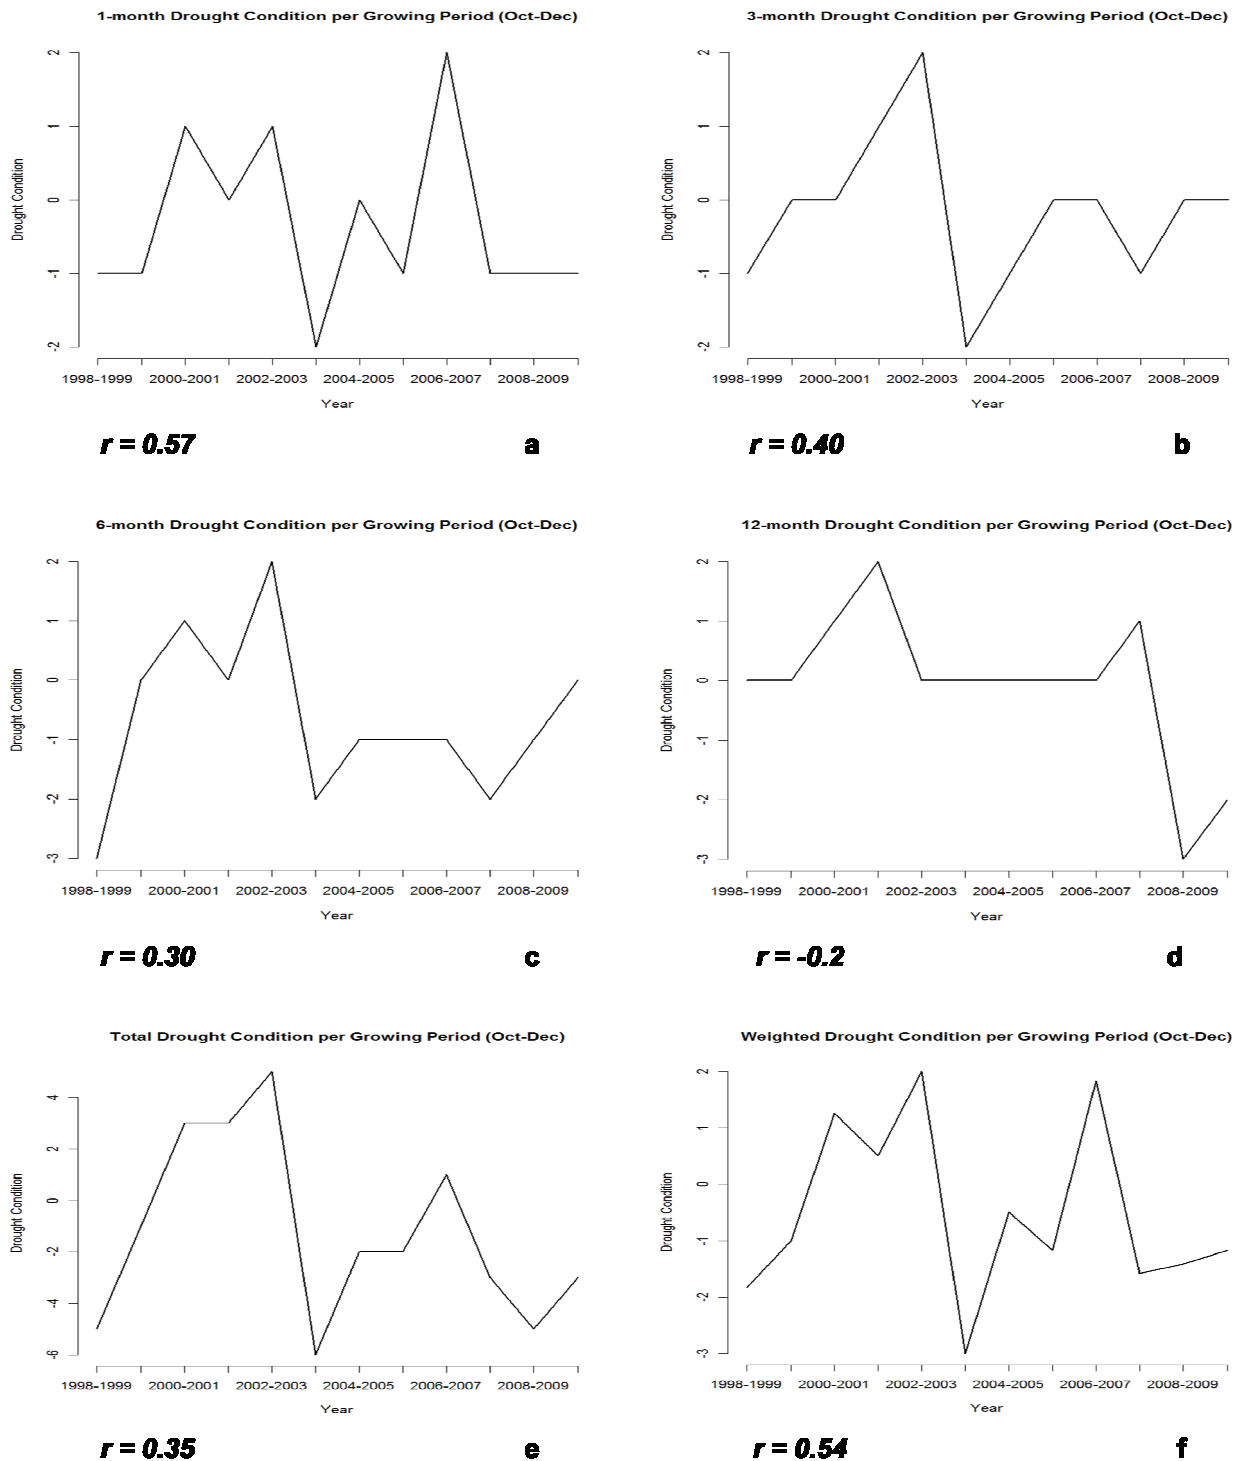 1-month Drought Condition per Growing Period (Oct-Dec)
2
1
0
-1
-2
Drought Condition
1998-1999 2000-2001 2002-2003 2004-2005 2006-2007 2008-2009
Year
r = 0.57 a
3-month Drought Condition per Growing Period (Oct-Dec)
2
1
0
-1
-2
Drought Condition
1998-1999 2000-2001 2002-2003 2004-2005 2006-2007 2008-2009
Year
r = 0.40 b
6-month Drought Condition per Growing Period (Oct-Dec)
2
1
0
-1
-2
-3
Drought Condition
1998-1999 2000-2001 2002-2003 2004-2005 2006-2007 2008-2009
Year
r = 0.30 c
12-month Drought Condition per Growing Period (Oct-Dec)
2
1
0
-1
-2
-3
Drought Condition
1998-1999 2000-2001 2002-2003 2004-2005 2006-2007 2008-2009
Year
r = -0.2 d
Total Drought Condition per Growing Period (Oct-Dec)
4
2
0
-2
-4
-6
Drought Condition
1998-1999 2000-2001 2002-2003 2004-2005 2006-2007 2008-2009
Year
r = 0.35 e
Weighted Drought Condition per Growing Period (Oct-Dec)
2
1
0
-1
-2
-3
Drought Condition
1998-1999 2000-2001 2002-2003 2004-2005 2006-2007 2008-2009
Year
r = 0.54 f